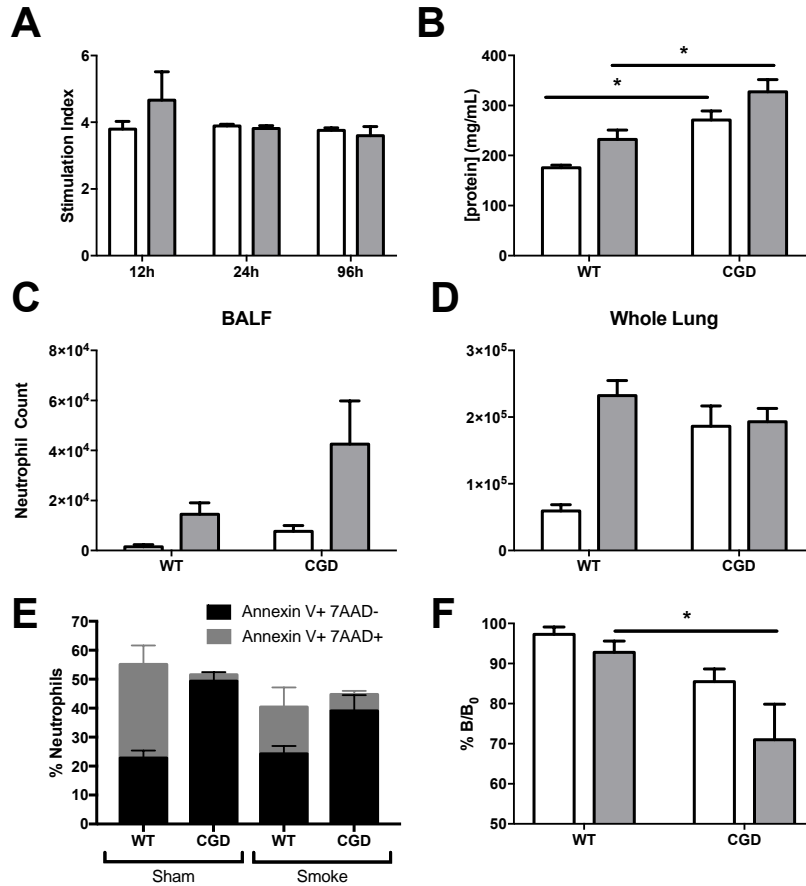 A
Stimulation Index
6
4
2
0
12h
24h
96h
B
[protein] (mg/mL)
400
300
200
100
0
*
*
WT
CGD
C
BALF
Neutrophil Count
8×10⁴
6×10⁴
4×10⁴
2×10⁴
0
WT
CGD
D
Whole Lung
3×10⁵
2×10⁵
1×10⁵
0
WT
CGD
E
Annexin V+ 7AAD-
Annexin V+ 7AAD+
% Neutrophils
70
60
50
40
30
20
10
0
WT
CGD
WT
CGD
Sham
Smoke
F
% B/B₀
100
90
80
70
60
50
*
WT
CGD